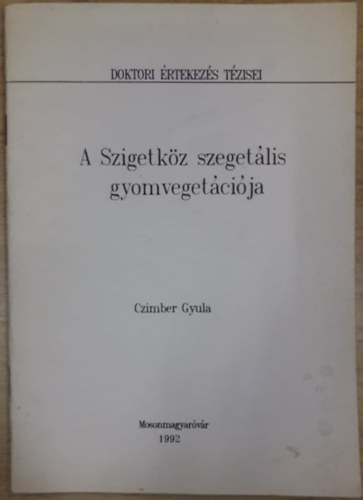 DOKTORI ÉRTEKEZÉS TÉZISEI
A Szigetköz szegetális
gyomvegetációja
Czimber Gyula
Mosonmagyaróvár
1992